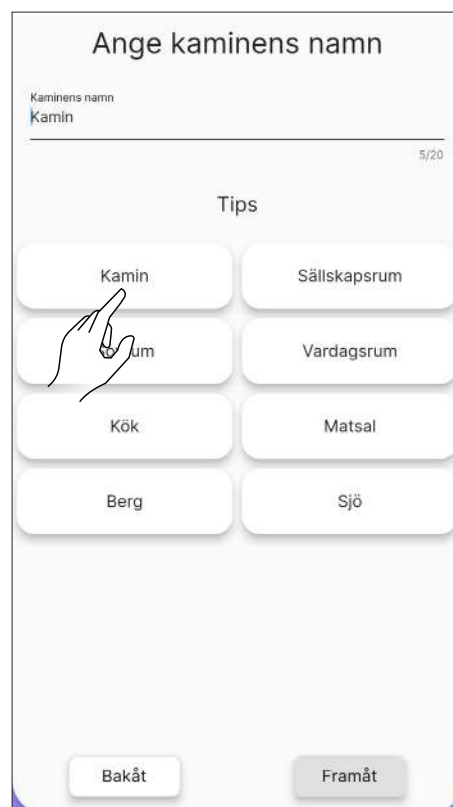 Ange kaminens namn
Kaminens namn
Kamin
5/20
Tips
Kamin Sällskapsrum
Vardagsrum
Kök Matsal
Berg Sjö
Bakåt Framåt